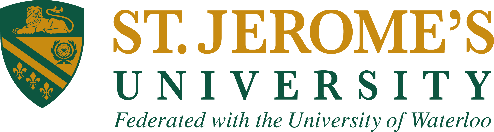 ST. JEROME'S
UNIVERSITY
Federated with the University of Waterloo